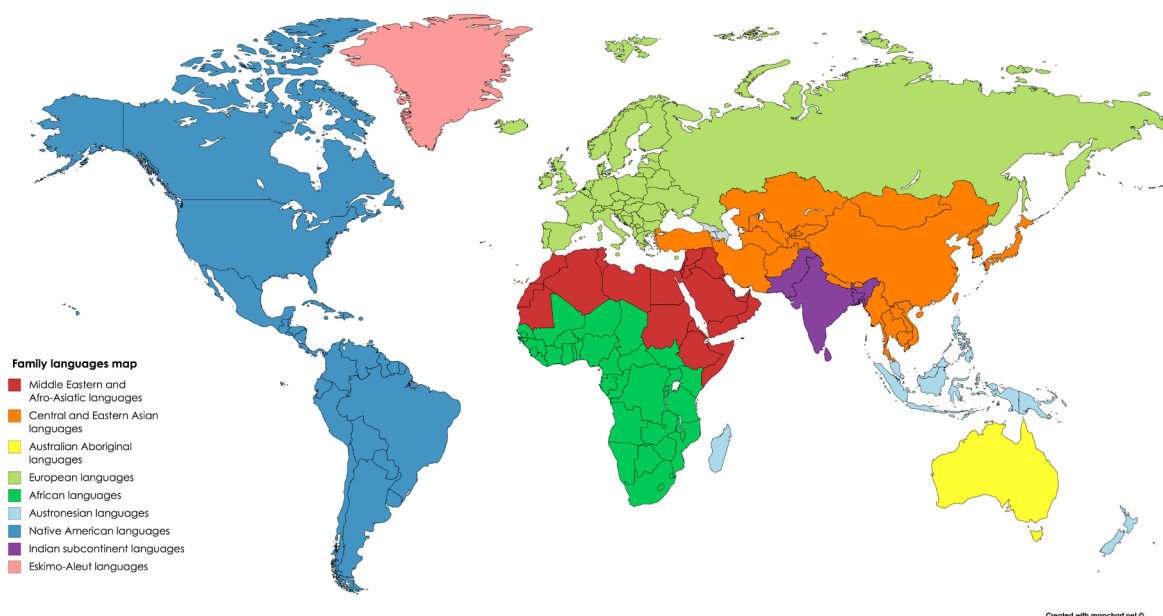 Family languages map
Middle Eastern and
Afro-Asiatic languages
Central and Eastern Asian
languages
Australian Aboriginal
languages
European languages
African languages
Austronesian languages
Native American languages
Indian subcontinent languages
Eskimo-Aleut languages
Created with mapchart.net ©